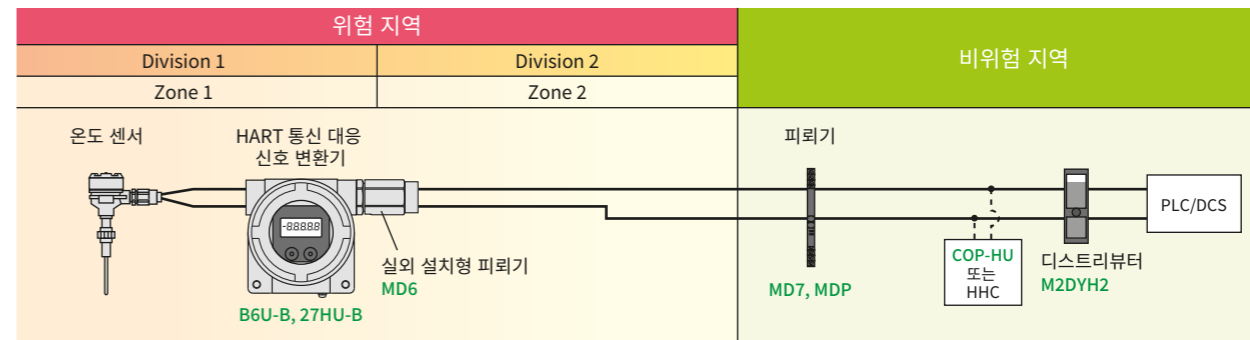 위험 지역
비위험 지역
Division 1
Division 2
Zone 1
Zone 2
온도 센서
HART 통신 대응
신호 변환기
피뢰기
-88888
PLC/DCS
실외 설치형 피뢰기
MD6
B6U-B, 27HU-B
MD7, MDP
COP-HU
또는
HHC
디스트리뷰터
M2DYH2